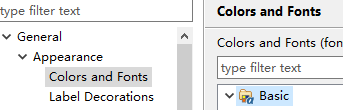 type filter text
General
Appearance
Colors and Fonts
Label Decorations
Colors and Fonts
Colors and Fonts (fon
type filter text
Basic